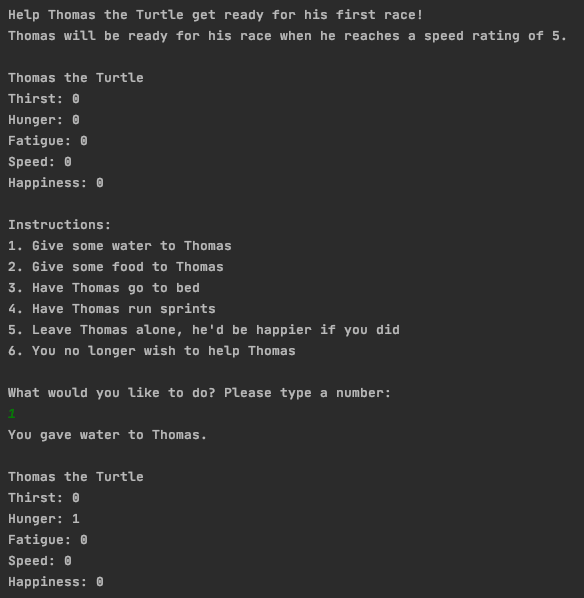 Help Thomas the Turtle get ready for his first race!
Thomas will be ready for his race when he reaches a speed rating of 5.
Thomas the Turtle
Thirst: 0
Hunger: 0
Fatigue: 0
Speed: 0
Happiness: 0
Instructions:
1. Give some water to Thomas
2. Give some food to Thomas
3. Have Thomas go to bed
4. Have Thomas run sprints
5. Leave Thomas alone, he'd be happier if you did
6. You no longer wish to help Thomas
What would you like to do? Please type a number:
1
You gave water to Thomas.
Thomas the Turtle
Thirst: 0
Hunger: 1
Fatigue: 0
Speed: 0
Happiness: 0